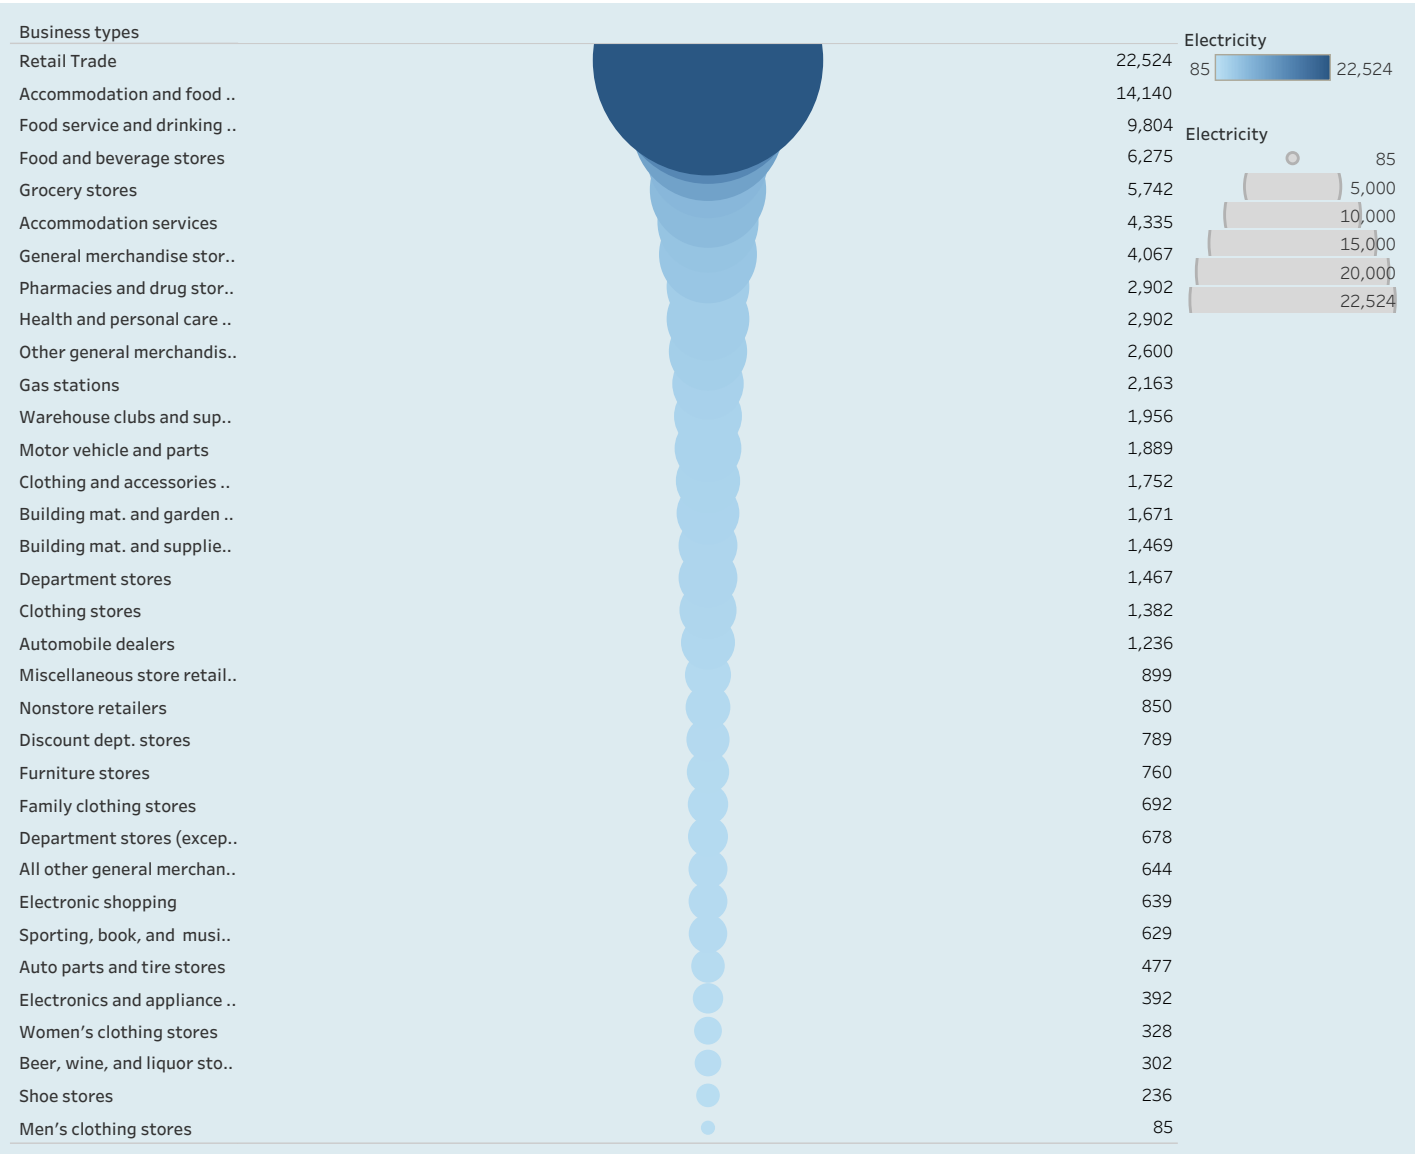 Business types
Retail Trade 22,524
Accommodation and food .. 14,140
Food service and drinking .. 9,804
Food and beverage stores 6,275
Grocery stores 5,742
Accommodation services 4,335
General merchandise stor.. 4,067
Pharmacies and drug stor.. 2,902
Health and personal care .. 2,902
Other general merchandis.. 2,600
Gas stations 2,163
Warehouse clubs and sup.. 1,956
Motor vehicle and parts 1,889
Clothing and accessories .. 1,752
Building mat. and garden .. 1,671
Building mat. and supplie.. 1,469
Department stores 1,467
Clothing stores 1,382
Automobile dealers 1,236
Miscellaneous store retail.. 899
Nonstore retailers 850
Discount dept. stores 789
Furniture stores 760
Family clothing stores 692
Department stores (excep.. 678
All other general merchan.. 644
Electronic shopping 639
Sporting, book, and  musi.. 629
Auto parts and tire stores 477
Electronics and appliance .. 392
Women’s clothing stores 328
Beer, wine, and liquor sto.. 302
Shoe stores 236
Men’s clothing stores 85
Electricity
85 22,524
Electricity
85
5,000
10,000
15,000
20,000
22,524